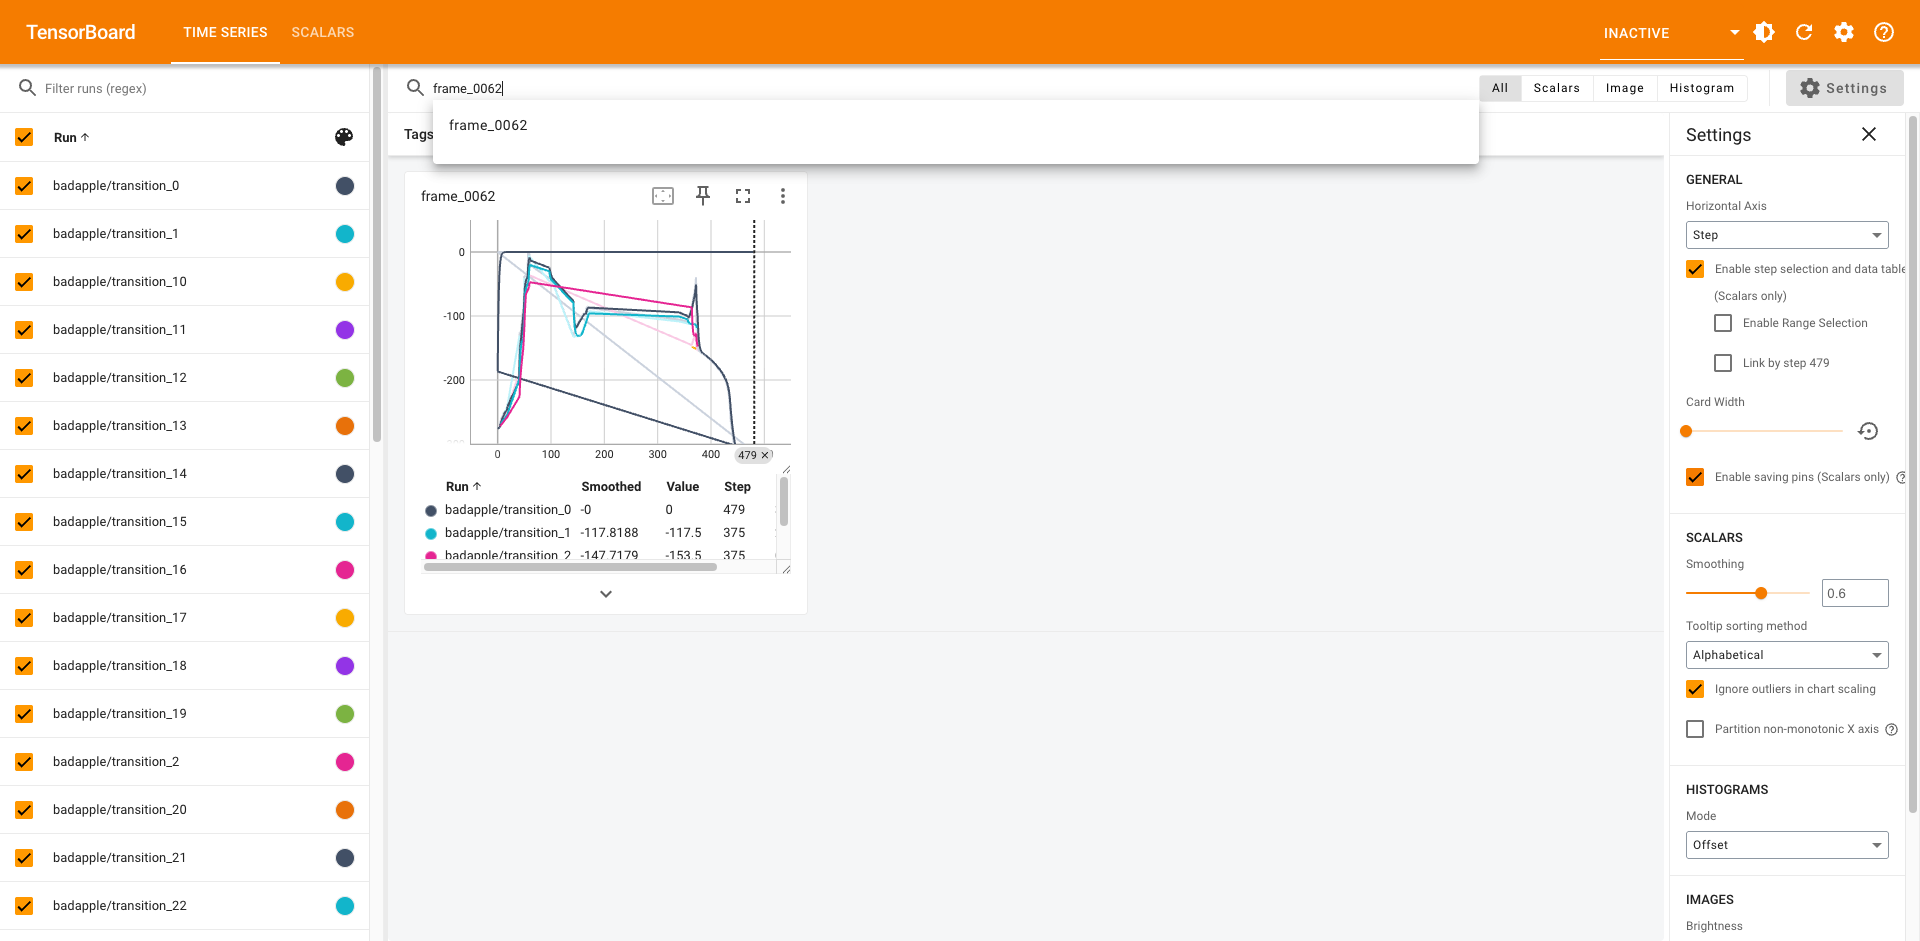 TensorBoard
TIME SERIES
SCALARS
INACTIVE
Filter runs (regex)
Run
badapple/transition_0
badapple/transition_1
badapple/transition_10
badapple/transition_11
badapple/transition_12
badapple/transition_13
badapple/transition_14
badapple/transition_15
badapple/transition_16
badapple/transition_17
badapple/transition_18
badapple/transition_19
badapple/transition_2
badapple/transition_20
badapple/transition_21
badapple/transition_22
frame_0062
frame_0062
All Scalars Image Histogram
Settings
Tags
frame_0062
0
-100
-200
0 100 200 300 400 479
Run Smoothed Value Step
badapple/transition_0 -0 0 479
badapple/transition_1 -117.8188 -117.5 375
badapple/transition_2 -147.7179 -153.5 375
Settings
GENERAL
Horizontal Axis
Step
Enable step selection and data table
(Scalars only)
Enable Range Selection
Link by step 479
Card Width
Enable saving pins (Scalars only)
SCALARS
Smoothing
0.6
Tooltip sorting method
Alphabetical
Ignore outliers in chart scaling
Partition non-monotonic X axis
HISTOGRAMS
Mode
Offset
IMAGES
Brightness